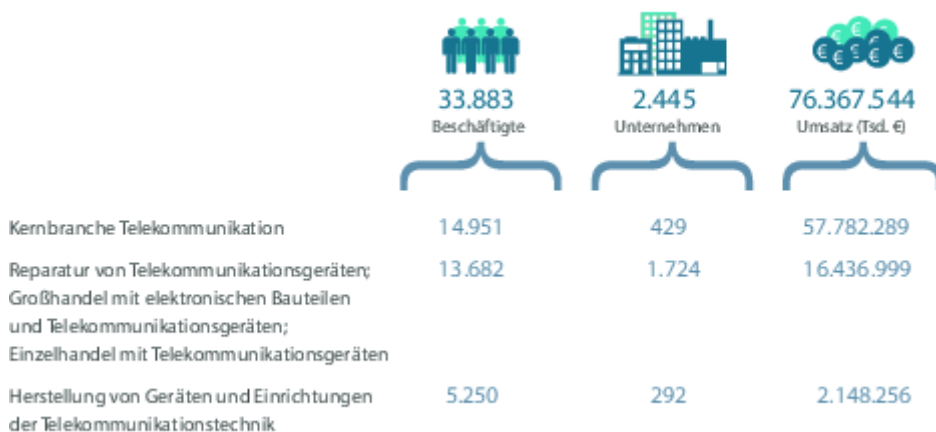 33.883 2.445 76.367.544
Beschäftigte Unternehmen Umsatz (Tsd. €)
Kernbranche Telekommunikation 14.951 429 57.782.289
Reparatur von Telekommunikationsgeräten; 13.682 1.724 16.436.999
Großhandel mit elektronischen Bauteilen
und Telekommunikationsgeräten;
Einzelhandel mit Telekommunikationsgeräten
Herstellung von Geräten und Einrichtungen 5.250 292 2.148.256
der Telekommunikationstechnik